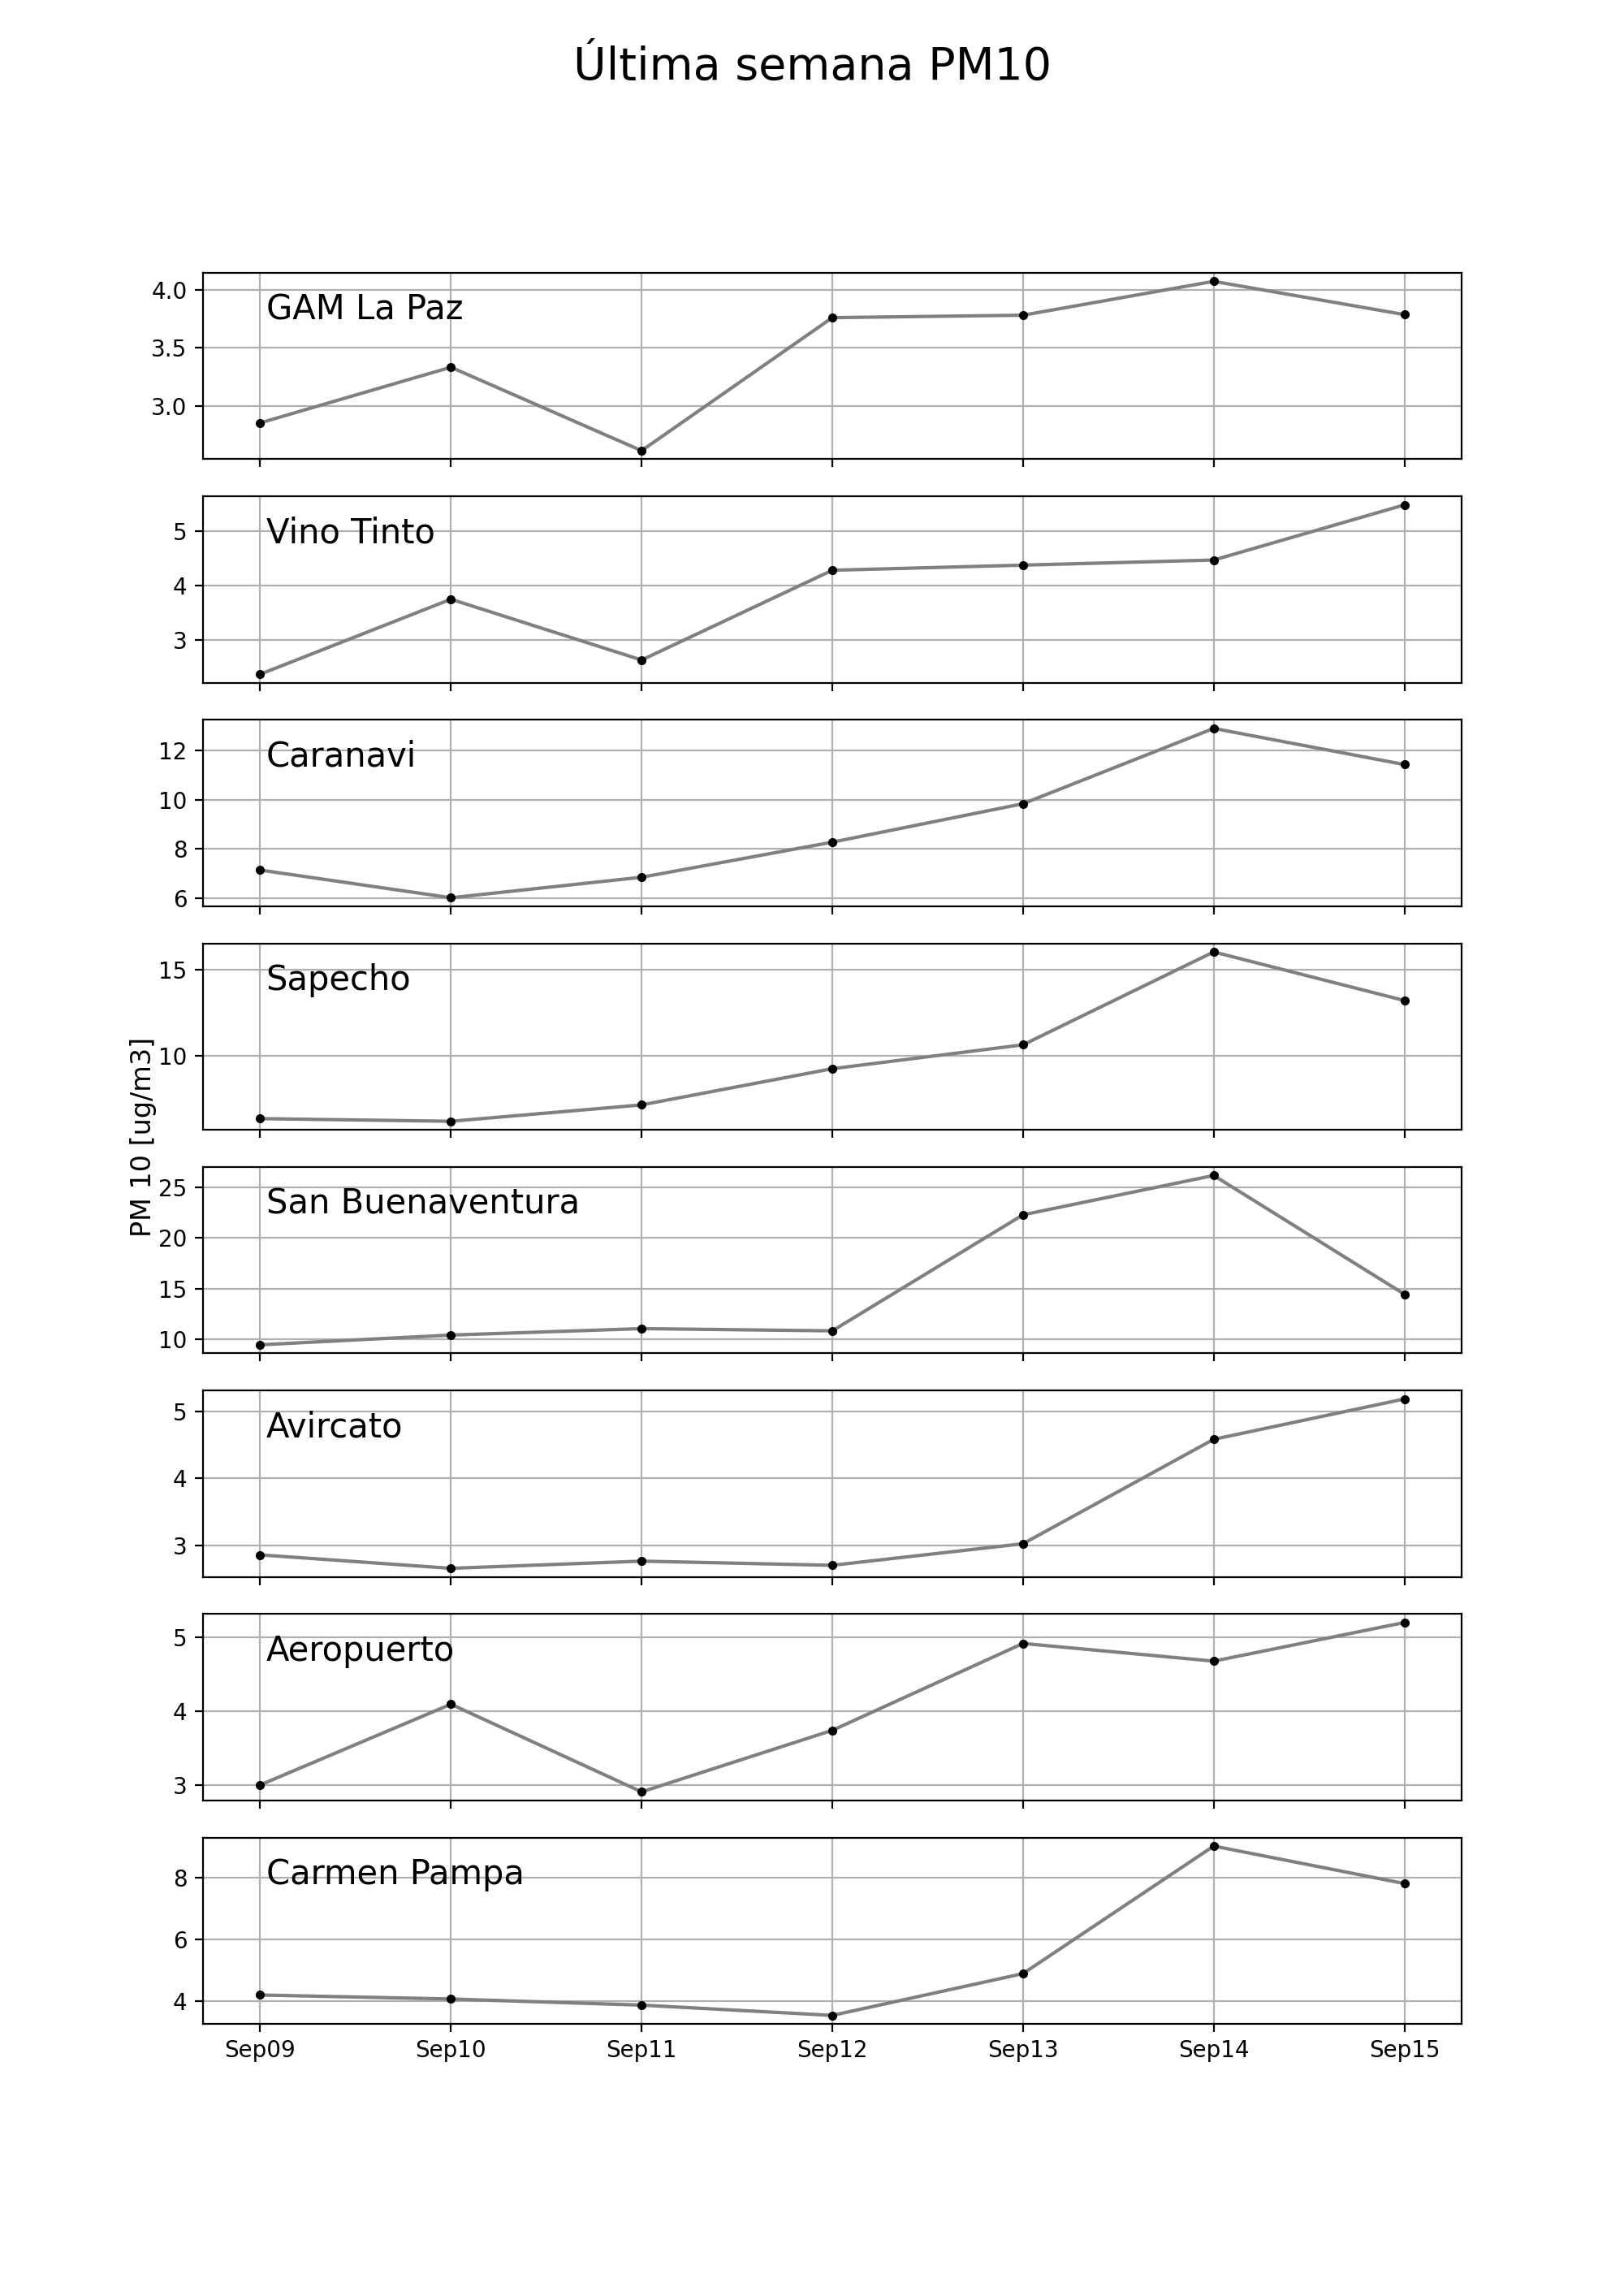 Última semana PM10
GAM La Paz
4.0
3.5
3.0
Vino Tinto
5
4
3
Caranavi
12
10
8
6
Sapecho
15
10
PM 10 [ug/m3]
San Buenaventura
25
20
15
10
Avircato
5
4
3
Aeropuerto
5
4
3
Carmen Pampa
8
6
4
Sep09 Sep10 Sep11 Sep12 Sep13 Sep14 Sep15